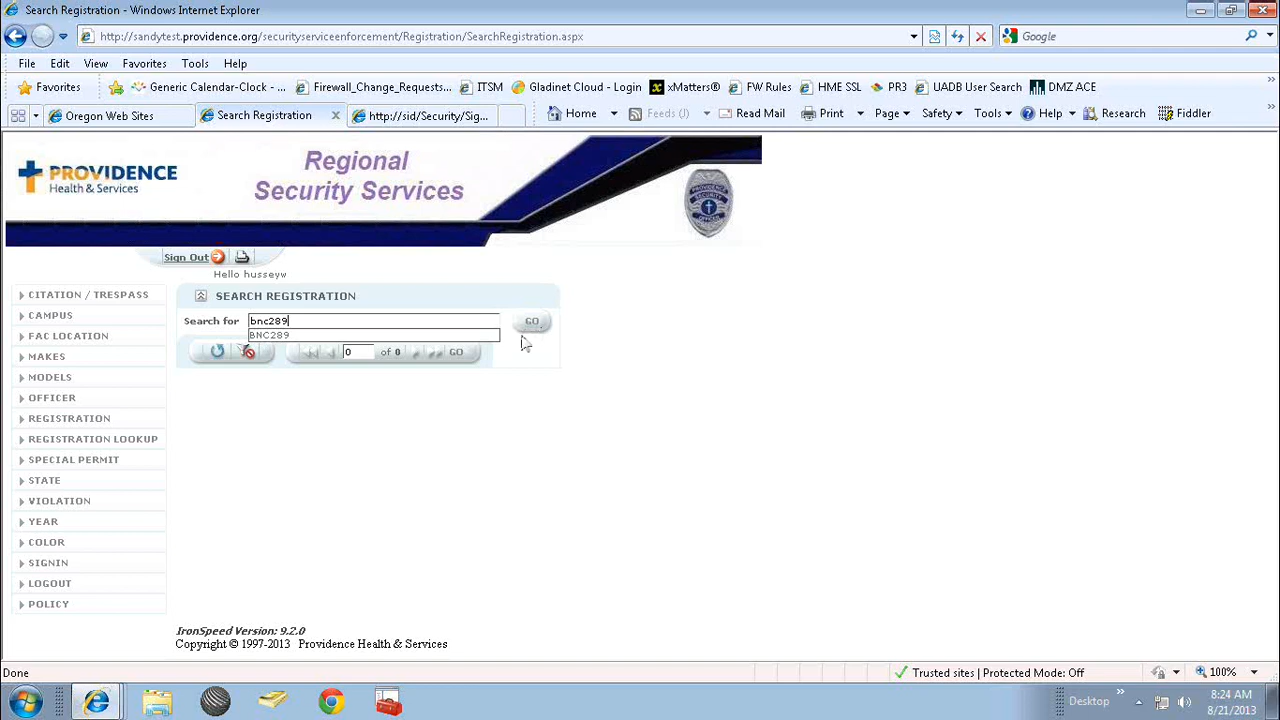 Search Registration - Windows Internet Explorer
http://sandytest.providence.org/securityserviceenforcement/Registration/SearchRegistration.aspx
Google
File Edit View Favorites Tools Help
Favorites Generic Calendar-Clock - ... Firewall_Change_Requests... ITSM Gladinet Cloud - Login xMatters® FW Rules HME SSL PR3 UADB User Search DMZ ACE
Oregon Web Sites Search Registration http://sid/Security/Sig... Home Feeds () Read Mail Print Page Safety Tools Help Research Fiddler
PROVIDENCE
Health & Services
Regional
Security Services
Sign Out
Hello husseyw
CITATION / TRESPASS
CAMPUS
FAC LOCATION
MAKES
MODELS
OFFICER
REGISTRATION
REGISTRATION LOOKUP
SPECIAL PERMIT
STATE
VIOLATION
YEAR
COLOR
SIGNIN
LOGOUT
POLICY
SEARCH REGISTRATION
Search for bnc289 GO
BNC289
0 of 0 GO
IronSpeed Version: 9.2.0
Copyright © 1997-2013 Providence Health & Services
Done Trusted sites | Protected Mode: Off 100%
Desktop 8:24 AM
8/21/2013